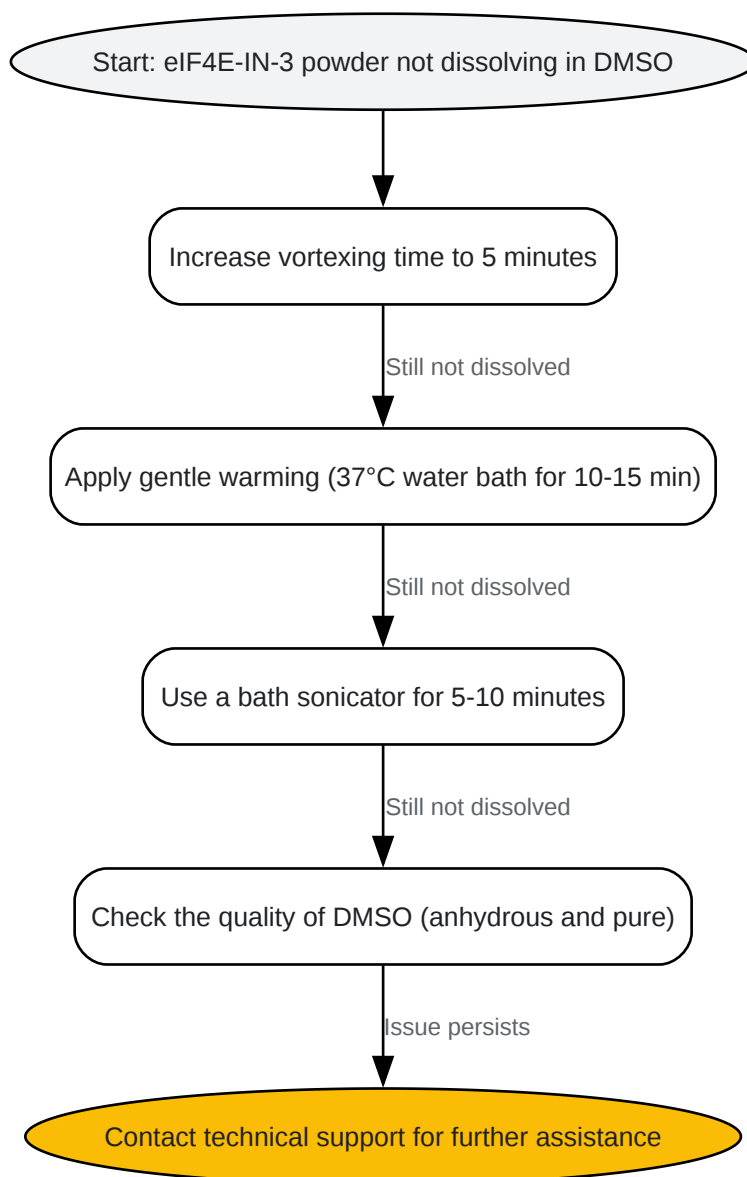 Start: eIF4E-IN-3 powder not dissolving in DMSO
Increase vortexing time to 5 minutes
Still not dissolved
Apply gentle warming (37°C water bath for 10-15 min)
Still not dissolved
Use a bath sonicator for 5-10 minutes
Still not dissolved
Check the quality of DMSO (anhydrous and pure)
Issue persists
Contact technical support for further assistance